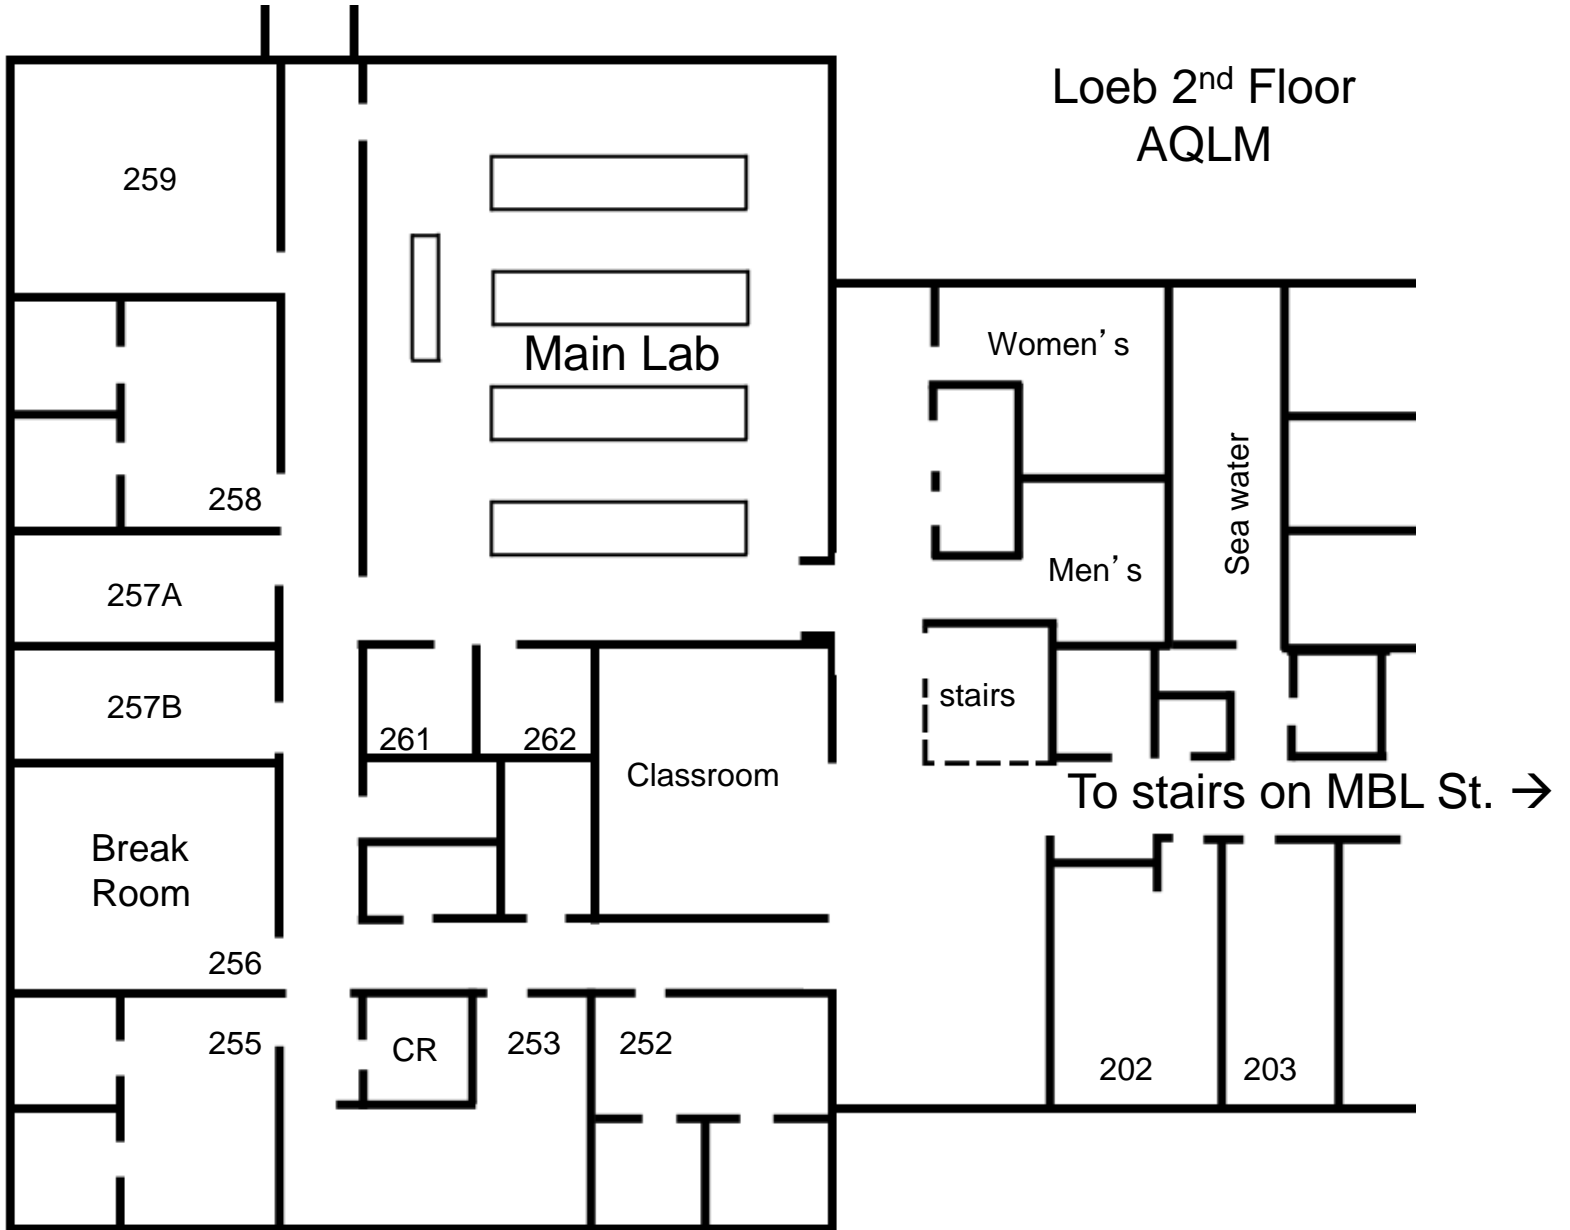 Loeb 2nd Floor
AQLM
259
Women's
Main Lab
Sea water
258
Men's
257A
stairs
257B
261
262
Classroom
To stairs on MBL St. →
Break
Room
256
255
CR
253
252
202
203